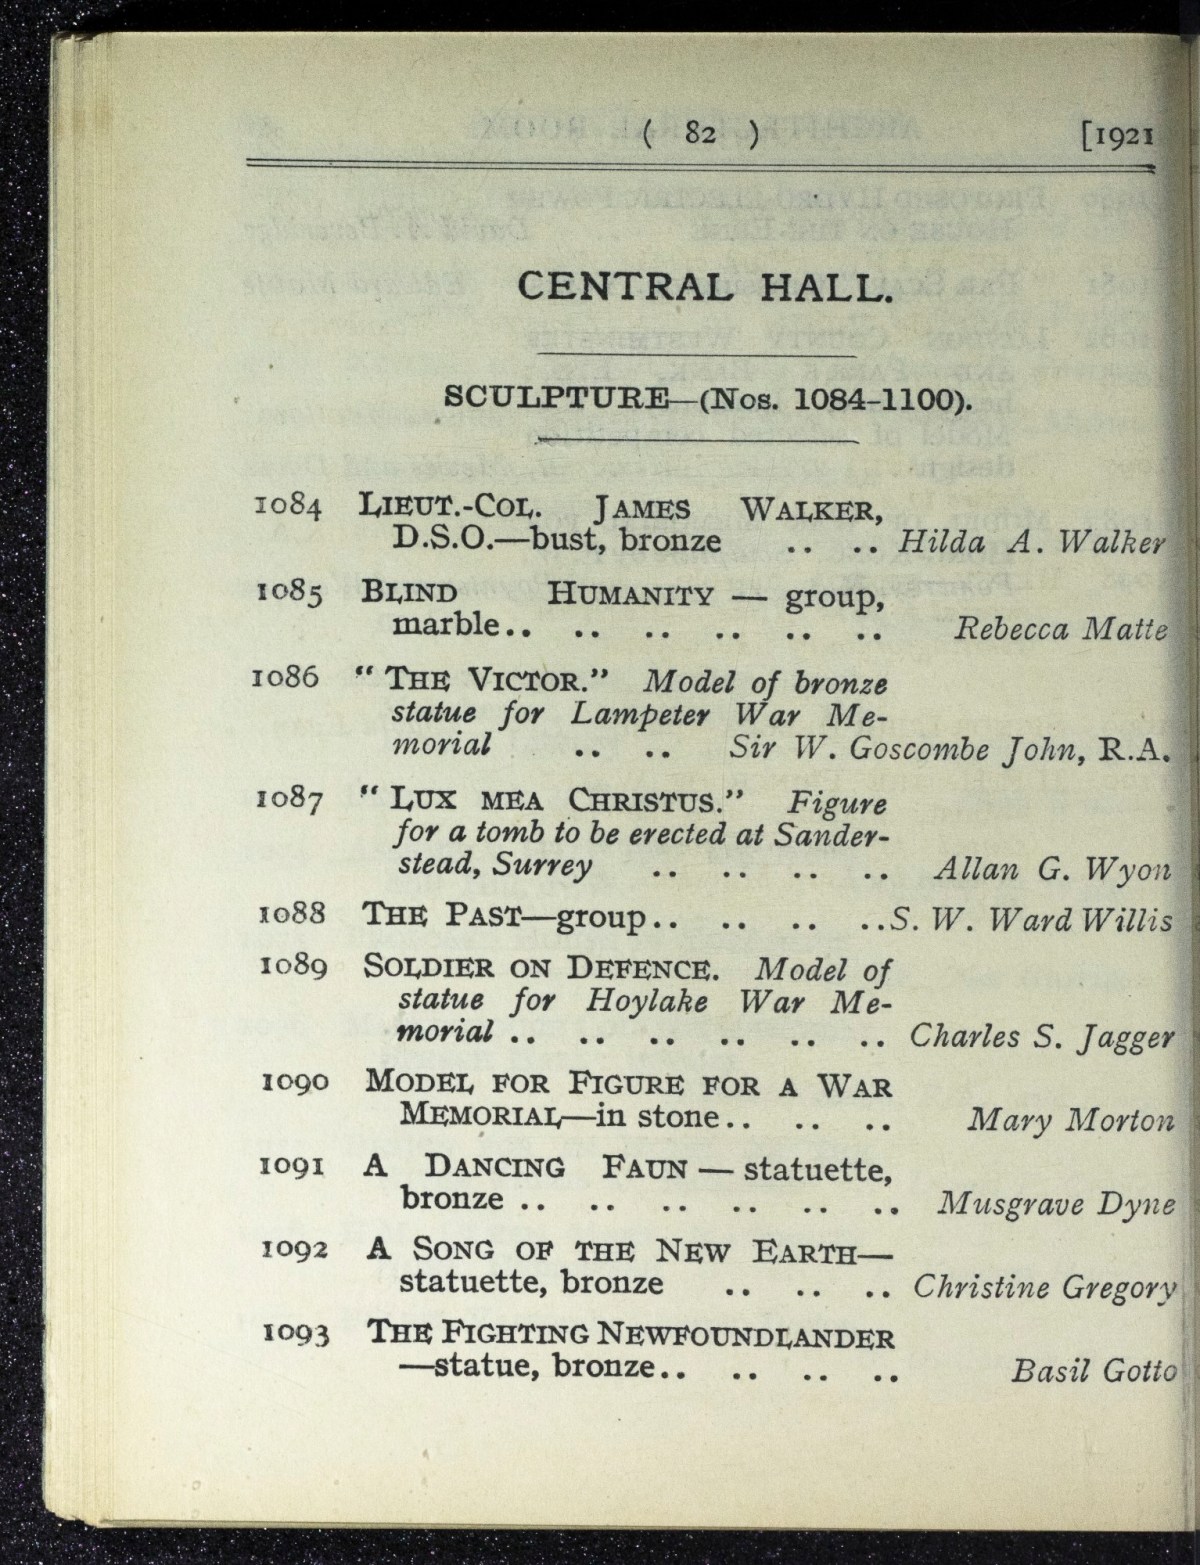 ( 82 ) [1921
CENTRAL HALL.
SCULPTURE—(Nos. 1084-1100).
1084 LIEUT.-COL. JAMES WALKER,
D.S.O.—bust, bronze .. .. Hilda A. Walker
1085 BLIND HUMANITY — group,
marble.. .. .. .. .. .. Rebecca Matte
1086 “ THE VICTOR.” Model of bronze
statue for Lampeter War Me-
morial .. .. Sir W. Goscombe John, R.A.
1087 “ LUX MEA CHRISTUS.” Figure
for a tomb to be erected at Sander-
stead, Surrey .. .. .. .. Allan G. Wyon
1088 THE PAST—group.. .. .. ..S. W. Ward Willis
1089 SOLDIER ON DEFENCE. Model of
statue for Hoylake War Me-
morial .. .. .. .. .. .. Charles S. Jagger
1090 MODEL FOR FIGURE FOR A WAR
MEMORIAL—in stone.. .. .. Mary Morton
1091 A DANCING FAUN — statuette,
bronze .. .. .. .. .. .. Musgrave Dyne
1092 A SONG OF THE NEW EARTH—
statuette, bronze .. .. .. Christine Gregory
1093 THE FIGHTING NEWFOUNDLANDER
—statue, bronze.. .. .. .. Basil Gotto